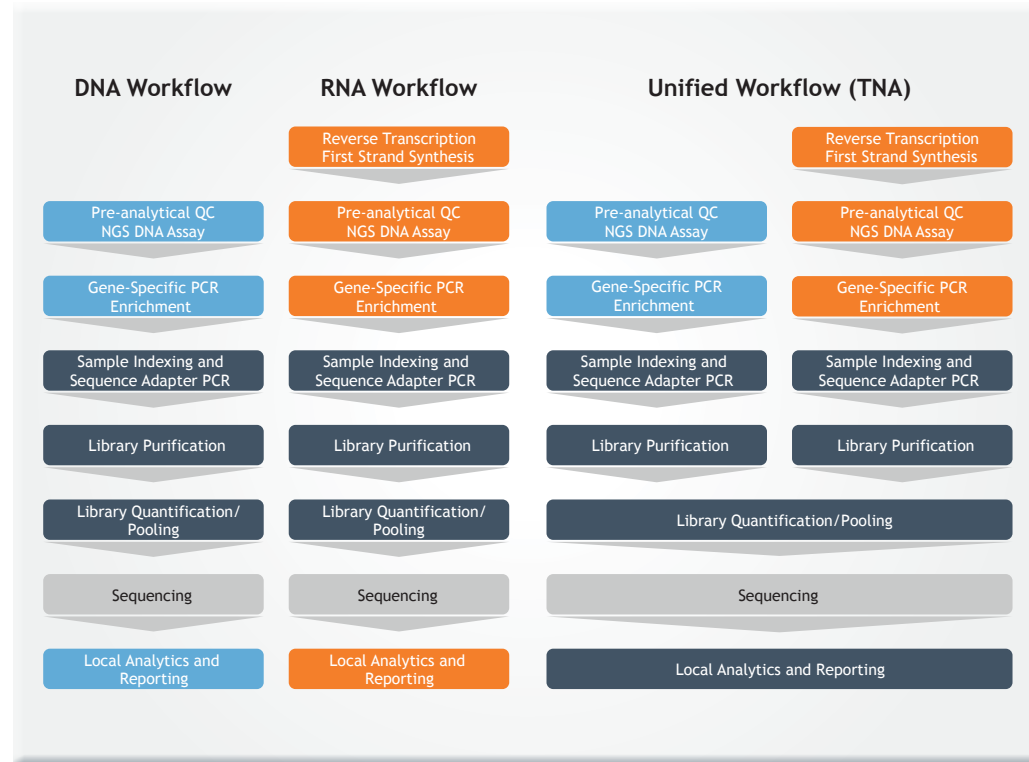 DNA Workflow
RNA Workflow
Unified Workflow (TNA)
Reverse Transcription
First Strand Synthesis
Reverse Transcription
First Strand Synthesis
Pre-analytical QC
NGS DNA Assay
Pre-analytical QC
NGS DNA Assay
Pre-analytical QC
NGS DNA Assay
Pre-analytical QC
NGS DNA Assay
Gene-Specific PCR
Enrichment
Gene-Specific PCR
Enrichment
Gene-Specific PCR
Enrichment
Gene-Specific PCR
Enrichment
Sample Indexing and
Sequence Adapter PCR
Sample Indexing and
Sequence Adapter PCR
Sample Indexing and
Sequence Adapter PCR
Sample Indexing and
Sequence Adapter PCR
Library Purification
Library Purification
Library Purification
Library Purification
Library Quantification/
Pooling
Library Quantification/
Pooling
Library Quantification/Pooling
Sequencing
Sequencing
Sequencing
Local Analytics and
Reporting
Local Analytics and
Reporting
Local Analytics and Reporting